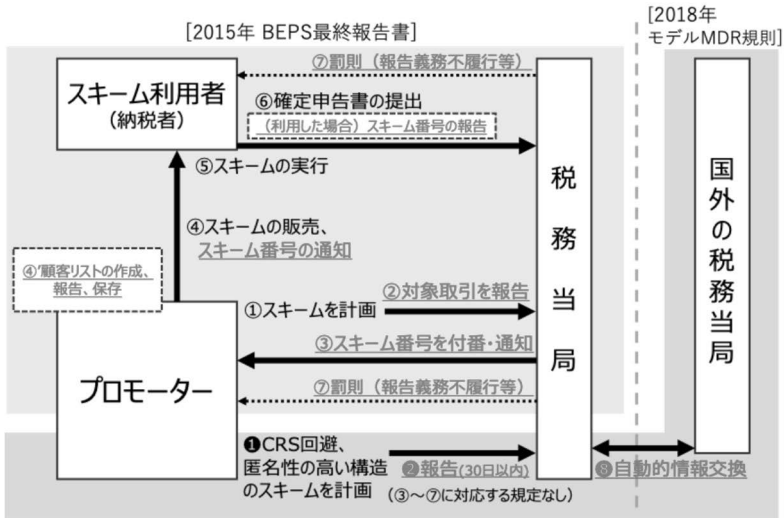 [2015年 BEPS最終報告書]
[2018年
モデルMDR規則]
⑦罰則（報告義務不履行等）
スキーム利用者
（納税者）
⑥確定申告書の提出
（利用した場合）スキーム番号の報告
⑤スキームの実行
④スキームの販売、
スキーム番号の通知
④'顧客リストの作成、
報告、保存
②対象取引を報告
①スキームを計画
③スキーム番号を付番・通知
プロモーター
⑦罰則（報告義務不履行等）
税務当局
国外の税務当局
❶CRS回避、
匿名性の高い構造
のスキームを計画
❷報告(30日以内)
（③～⑦に対応する規定なし）
❸自動的情報交換